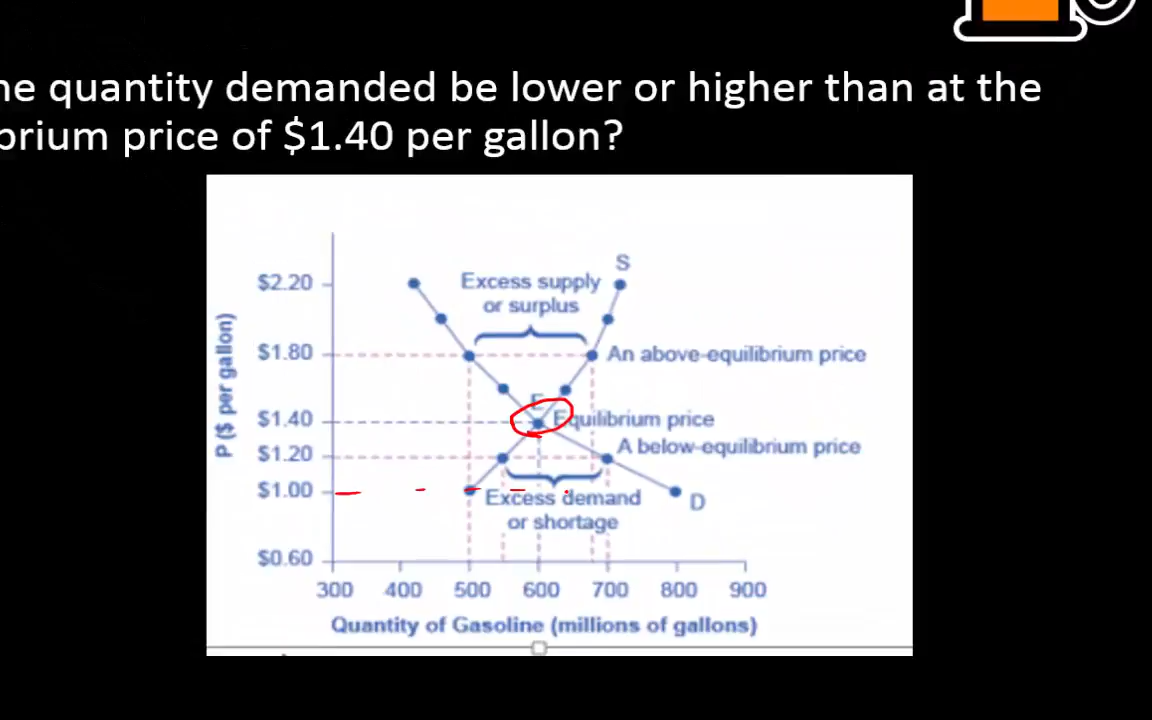 ne quantity demanded be lower or higher than at the
brium price of $1.40 per gallon?
S
$2.20
Excess supply
or surplus
$1.80
An above-equilibrium price
E
$1.40
Equilibrium price
A below-equilibrium price
$1.20
$1.00
Excess demand
D
or shortage
$0.60
P ($ per gallon)
300 400 500 600 700 800 900
Quantity of Gasoline (millions of gallons)